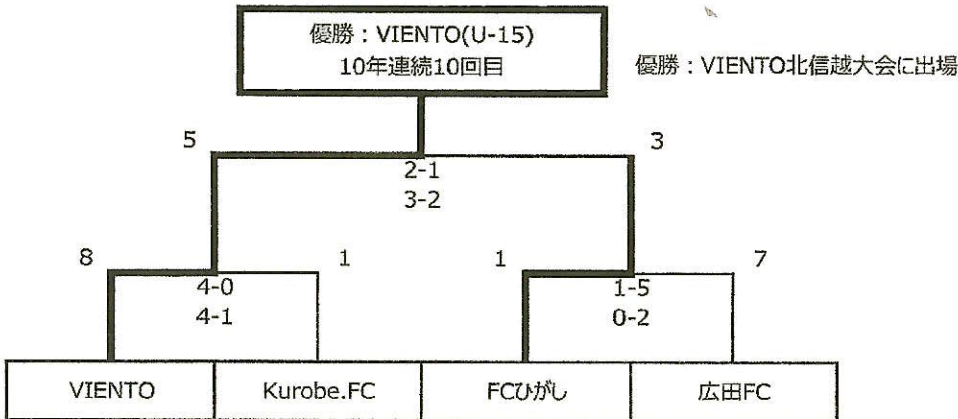 優勝：VIENTO(U-15)
10年連続10回目
優勝：VIENTO北信越大会に出場
5
3
2-1
3-2
8
1
1
7
4-0
4-1
1-5
0-2
VIENTO
Kurobe.FC
FCひがし
広田FC